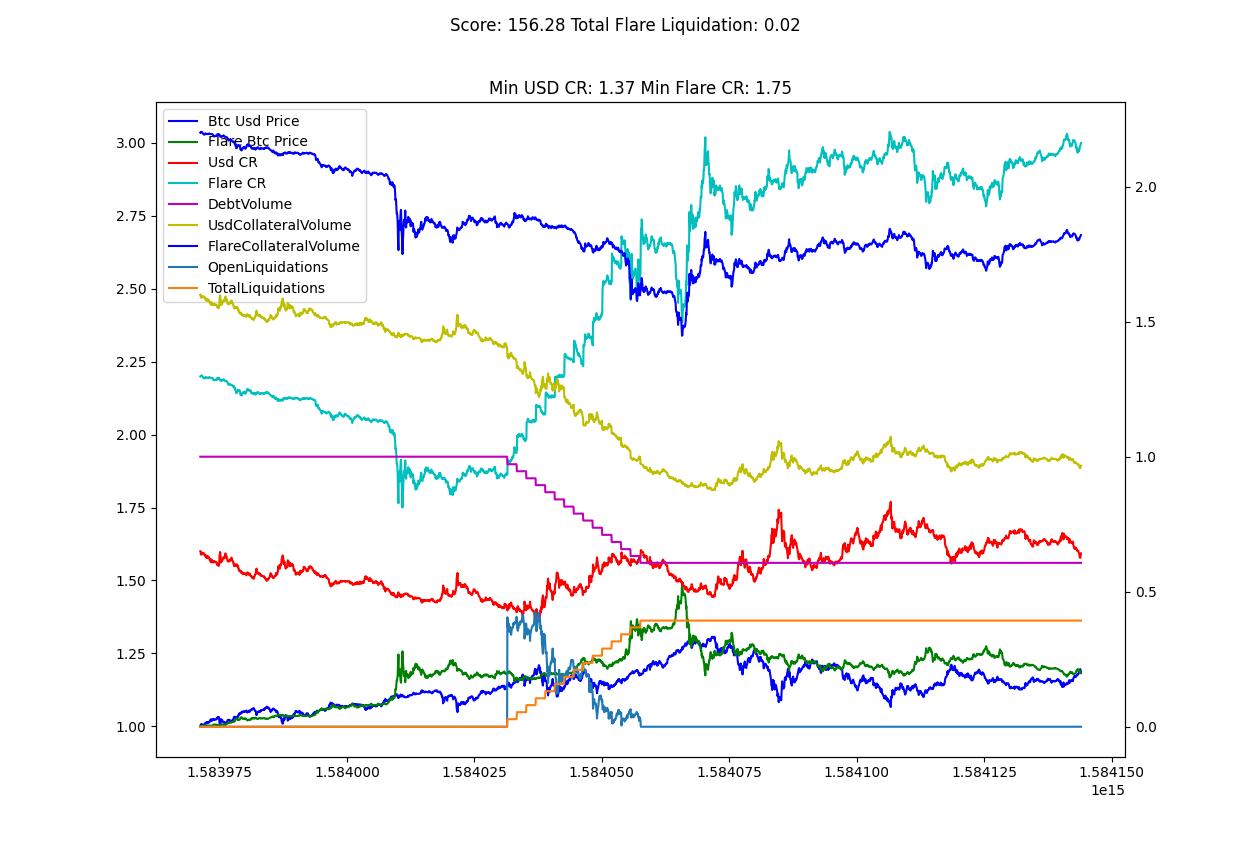 Score: 156.28 Total Flare Liquidation: 0.02
Min USD CR: 1.37 Min Flare CR: 1.75
Btc Usd Price
Flare Btc Price
Usd CR
Flare CR
DebtVolume
UsdCollateralVolume
FlareCollateralVolume
OpenLiquidations
TotalLiquidations
3.00
2.75
2.50
2.25
2.00
1.75
1.50
1.25
1.00
2.0
1.5
1.0
0.5
0.0
1.583975 1.584000 1.584025 1.584050 1.584075 1.584100 1.584125 1.584150
1e15